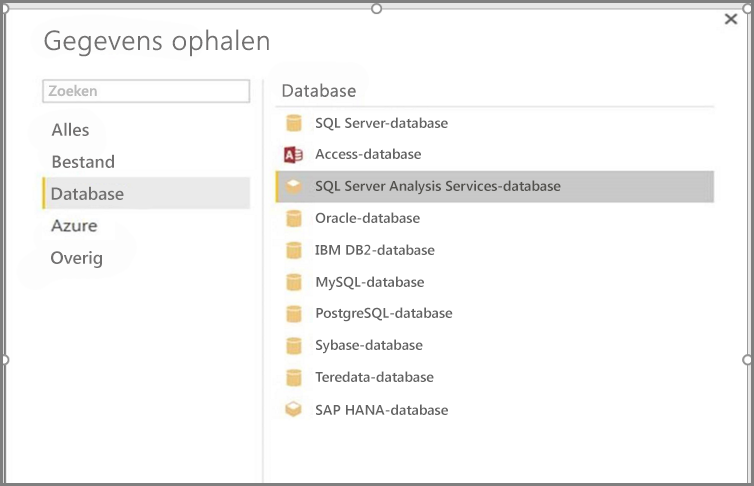 Gegevens ophalen
Zoeken
Alles
Bestand
Database
Azure
Overig
Database
SQL Server-database
Access-database
SQL Server Analysis Services-database
Oracle-database
IBM DB2-database
MySQL-database
PostgreSQL-database
Sybase-database
Teredata-database
SAP HANA-database